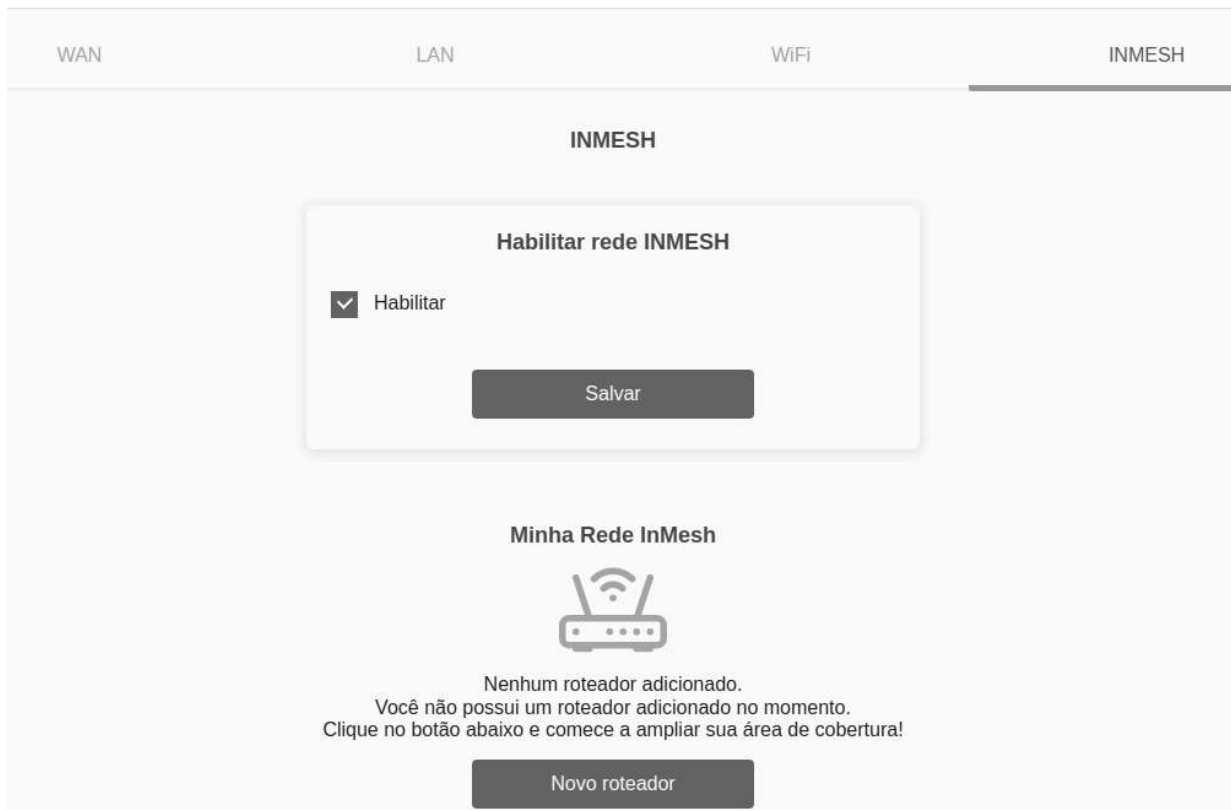 WAN
LAN
WiFi
INMESH
INMESH
Habilitar rede INMESH
Habilitar
Salvar
Minha Rede InMesh
Nenhum roteador adicionado.
Você não possui um roteador adicionado no momento.
Clique no botão abaixo e comece a ampliar sua área de cobertura!
Novo roteador